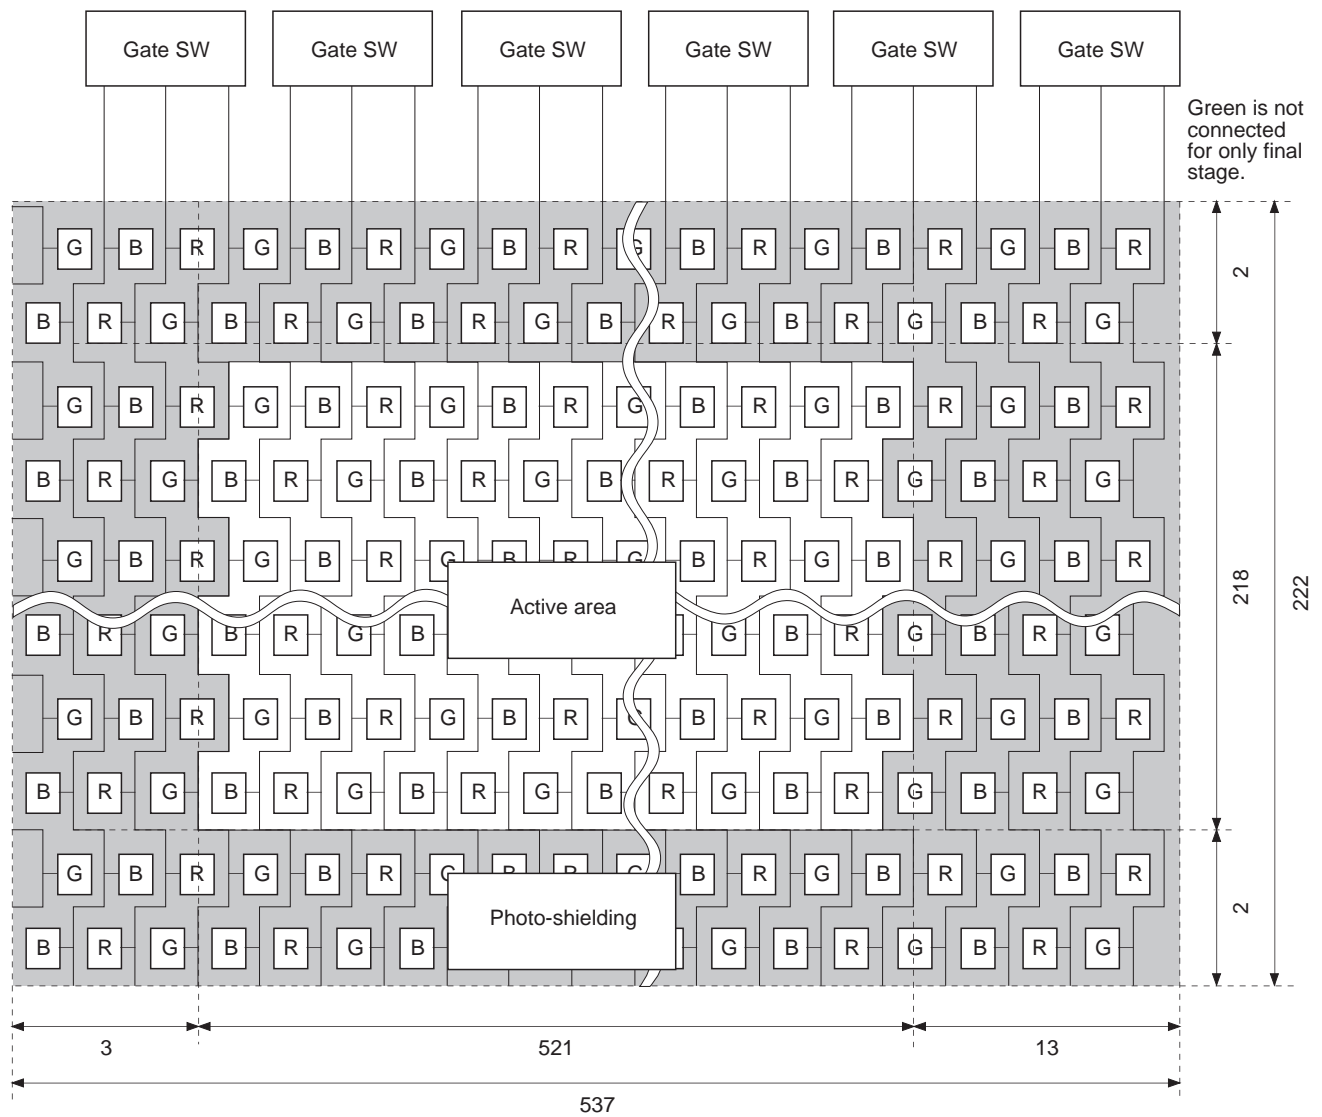 Gate SW Gate SW Gate SW Gate SW Gate SW Gate SW
Green is not
connected
for only final
stage.
G B R G B R G B R G B R G B R G B R
2
B R G B R G B R G B R G B R G B R G
G B R G B R G B R G B R G B R G B R
B R G B R G B R G B R G B R G B R G
G B R G B R G B R G B R G B R G B R
Active area
218
222
B R G B R G B G B R G B R G
G B R G B R G B R G B R G B R G B R
B R G B R G B R G B R G B R G B R G
G B R G B R B R G B R G B R
2
Photo-shielding
B R G B R G B G B R G B R G
3
521
13
537